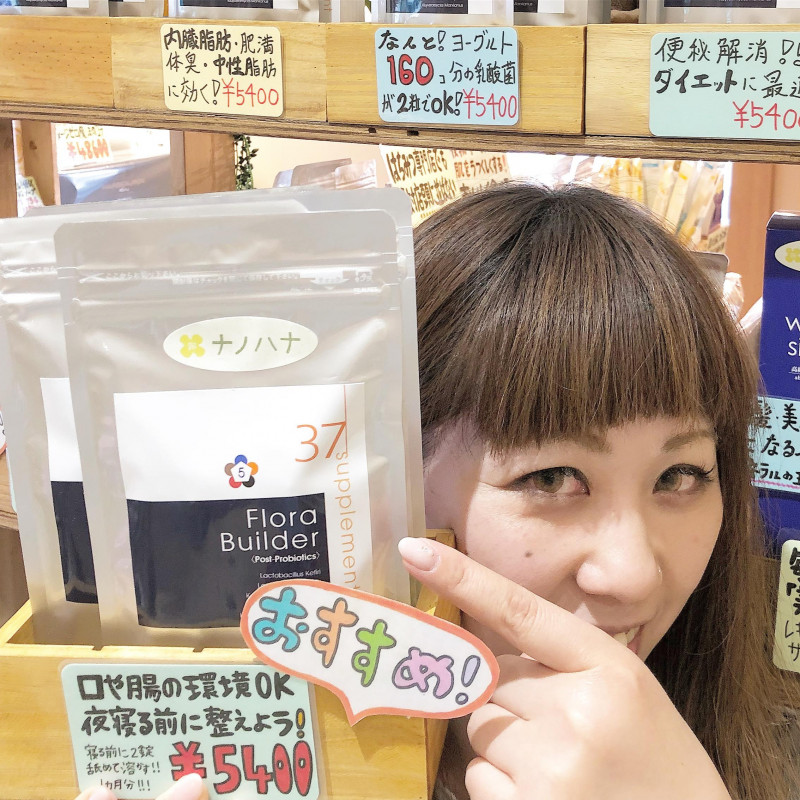 内臓脂肪・肥満
体臭・中性脂肪
に効く!¥5400
なんと!ヨーグルト
160コ分の乳酸菌
が2粒でOK!¥5400
便秘解消!!
ダイエットに最適
¥5400
ナノハナ
37
supplement
5
Flora
Builder
(Post-Probiotics)
Lactobacillus Kefiri
おすすめ!
口や腸の環境OK
夜寝る前に整えよう!
寝る前に2錠
舐めて溶かす!!
1カ月分!!!
¥5400